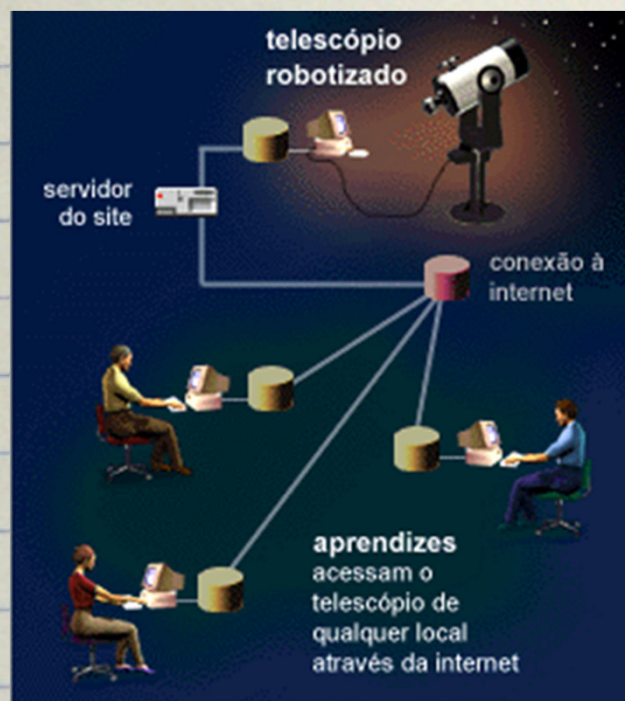 telescópio
robotizado
servidor
do site
conexão à
internet
aprendizes
acessam o
telescópio de
qualquer local
através da internet